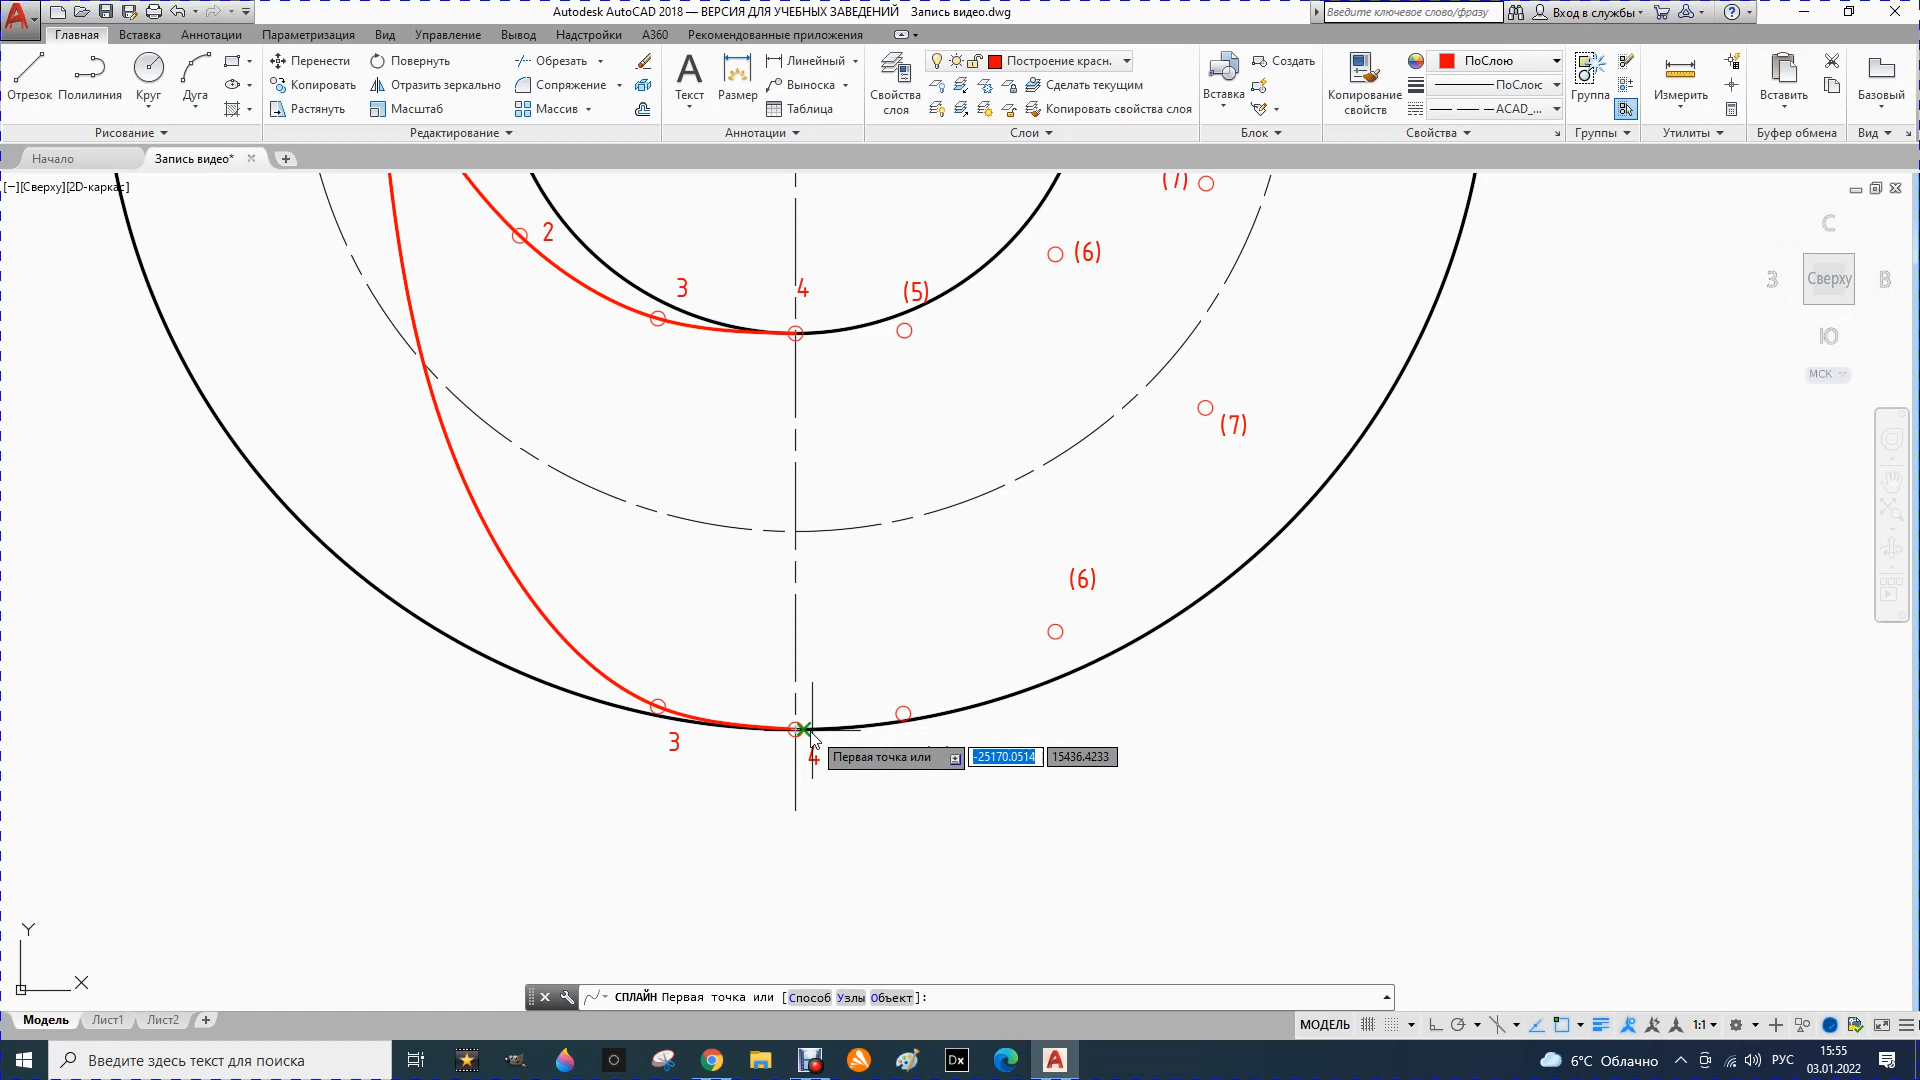 Autodesk AutoCAD 2018 — ВЕРСИЯ ДЛЯ УЧЕБНЫХ ЗАВЕДЕНИЙ Запись видео.dwg
Введите ключевое слово/фразу
Вход в службы
Главная Вставка Аннотации Параметризация Вид Управление Вывод Надстройки A360 Рекомендованные приложения
Отрезок Полилиния Круг Дуга
Рисование
Перенести Повернуть Обрезать
Копировать Отразить зеркально Сопряжение
Растянуть Масштаб Массив
Редактирование
Текст Размер
Линейный
Выноска
Таблица
Аннотации
Свойства слоя
Построение красн.
Сделать текущим
Копировать свойства слоя
Слои
Вставка
Создать
Блок
Копирование свойств
ПоСлою
ПоСлою
ACAD_...
Свойства
Группа
Группы
Измерить
Утилиты
Вставить
Буфер обмена
Базовый
Вид
Начало
Запись видео*
[−][Сверху][2D-каркас]
С
З Сверху В
Ю
МСК
(7)
2 (6)
3 4 (5)
(7)
(6)
3
4
Первая точка или -25170.0514 15436.4233
Y
X
СПЛАЙН Первая точка или [Способ Узлы Объект]:
Модель Лист1 Лист2
МОДЕЛЬ
1:1
Введите здесь текст для поиска
Dx
6°C Облачно
РУС
15:55
03.01.2022